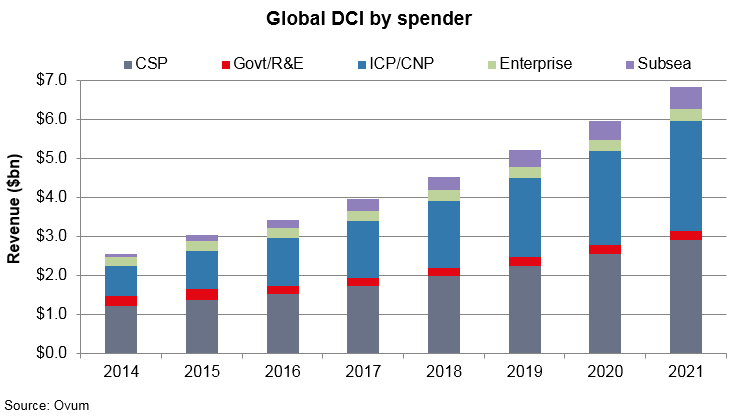 Global DCI by spender
CSP Govt/R&E ICP/CNP Enterprise Subsea
$7.0
$6.0
$5.0
$4.0
$3.0
$2.0
$1.0
$0.0
Revenue ($bn)
2014 2015 2016 2017 2018 2019 2020 2021
Source: Ovum